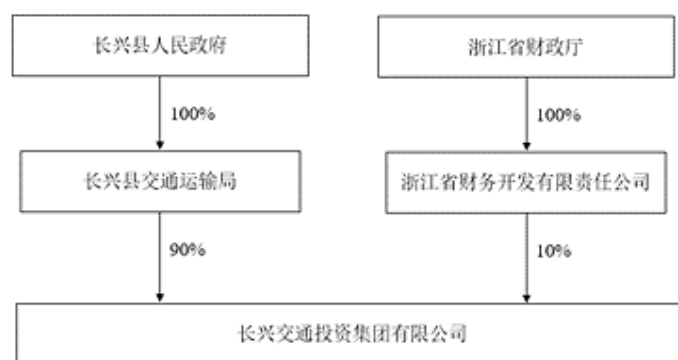 长兴县人民政府
浙江省财政厅
100%
100%
长兴县交通运输局
浙江省财务开发有限责任公司
90%
10%
长兴交通投资集团有限公司